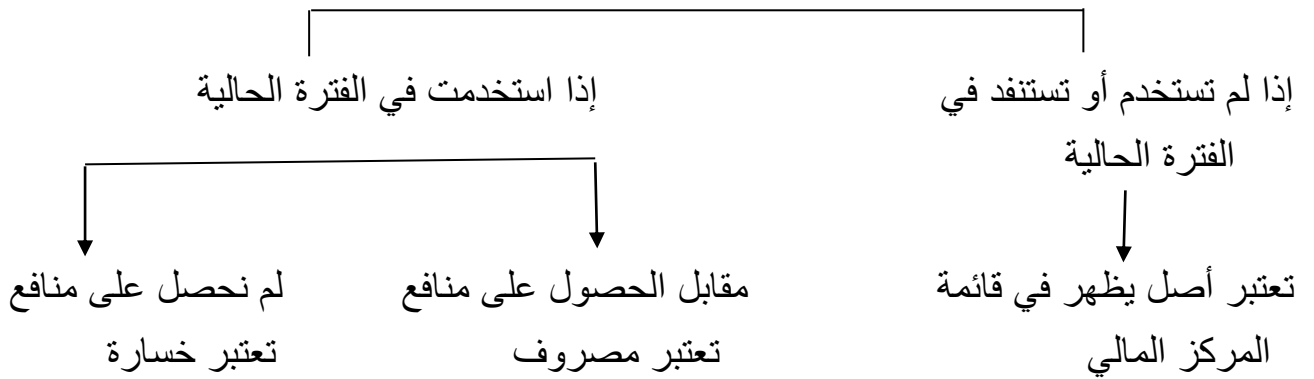 إذا لم تستخدم أو تستنفد في
الفترة الحالية
إذا استخدمت في الفترة الحالية
تعتبر أصل يظهر في قائمة
المركز المالي
مقابل الحصول على منافع
تعتبر مصروف
لم نحصل على منافع
تعتبر خسارة